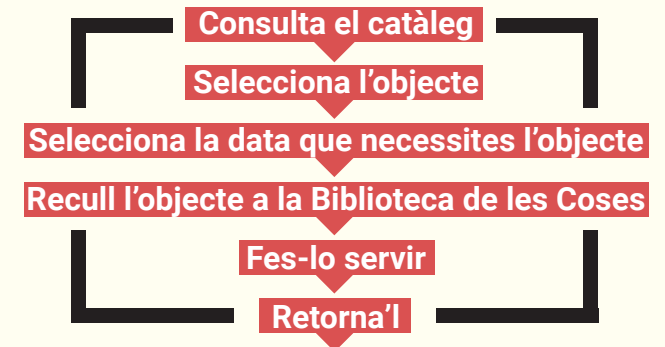 Consulta el catàleg
Selecciona l’objecte
Selecciona la data que necessites l’objecte
Recull l’objecte a la Biblioteca de les Coses
Fes-lo servir
Retorna’l